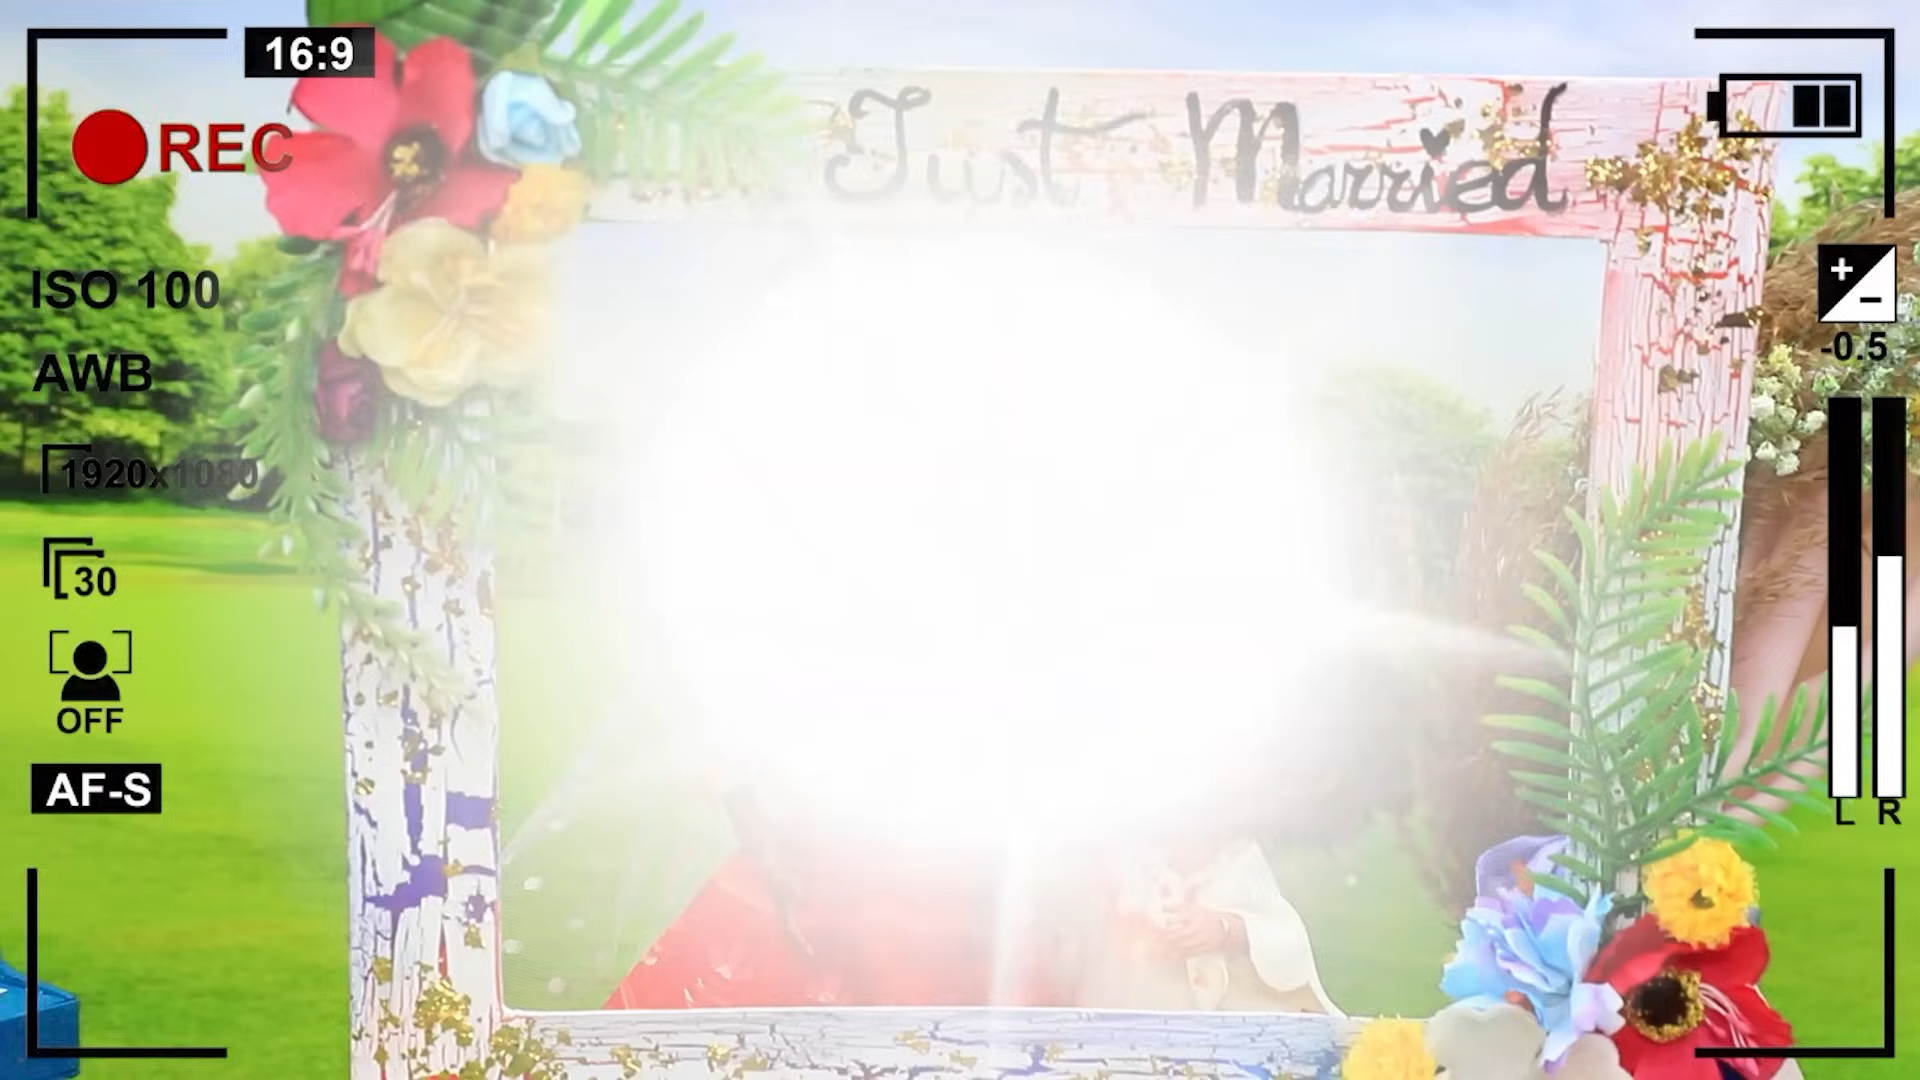 16:9
REC
Just Married
ISO 100
-0.5
AWB
1920x1080
30
OFF
AF-S
L R